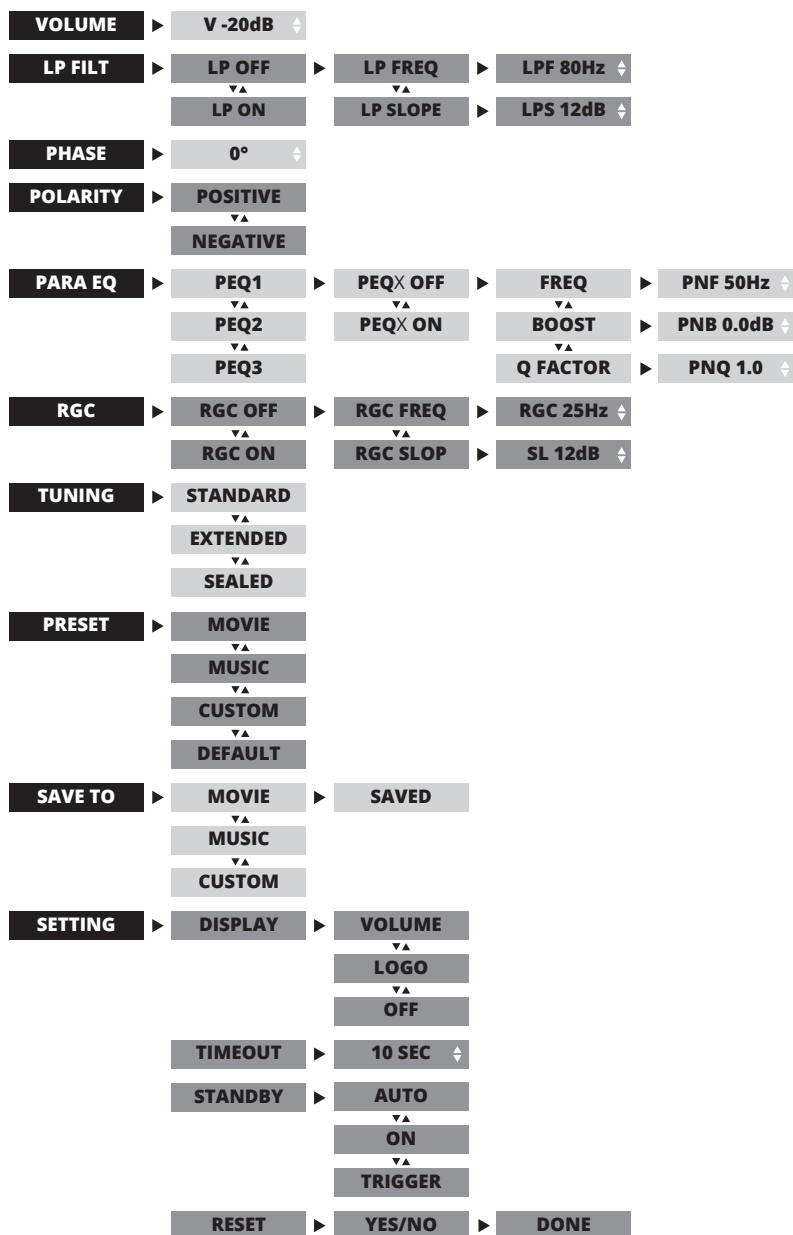 VOLUME V -20dB
LP FILT LP OFF LP FREQ LPF 80Hz
LP ON LP SLOPE LPS 12dB
PHASE 0°
POLARITY POSITIVE
NEGATIVE
PARA EQ PEQ1 PEQX OFF FREQ PNF 50Hz
PEQ2 PEQX ON BOOST PNB 0.0dB
PEQ3 Q FACTOR PNQ 1.0
RGC RGC OFF RGC FREQ RGC 25Hz
RGC ON RGC SLOP SL 12dB
TUNING STANDARD
EXTENDED
SEALED
PRESET MOVIE
MUSIC
CUSTOM
DEFAULT
SAVE TO MOVIE SAVED
MUSIC
CUSTOM
SETTING DISPLAY VOLUME
LOGO
OFF
TIMEOUT 10 SEC
STANDBY AUTO
ON
TRIGGER
RESET YES/NO DONE